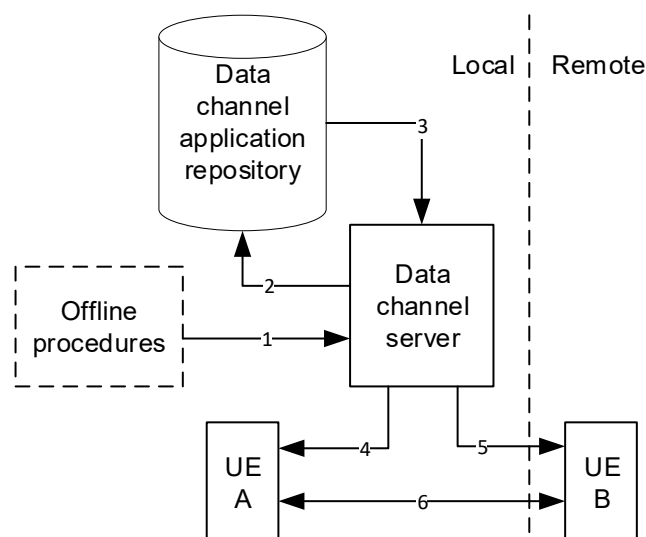 Data
channel
application
repository
Local
Remote
3
Data
channel
server
2
Offline
procedures
1
4
5
UE
A
6
UE
B